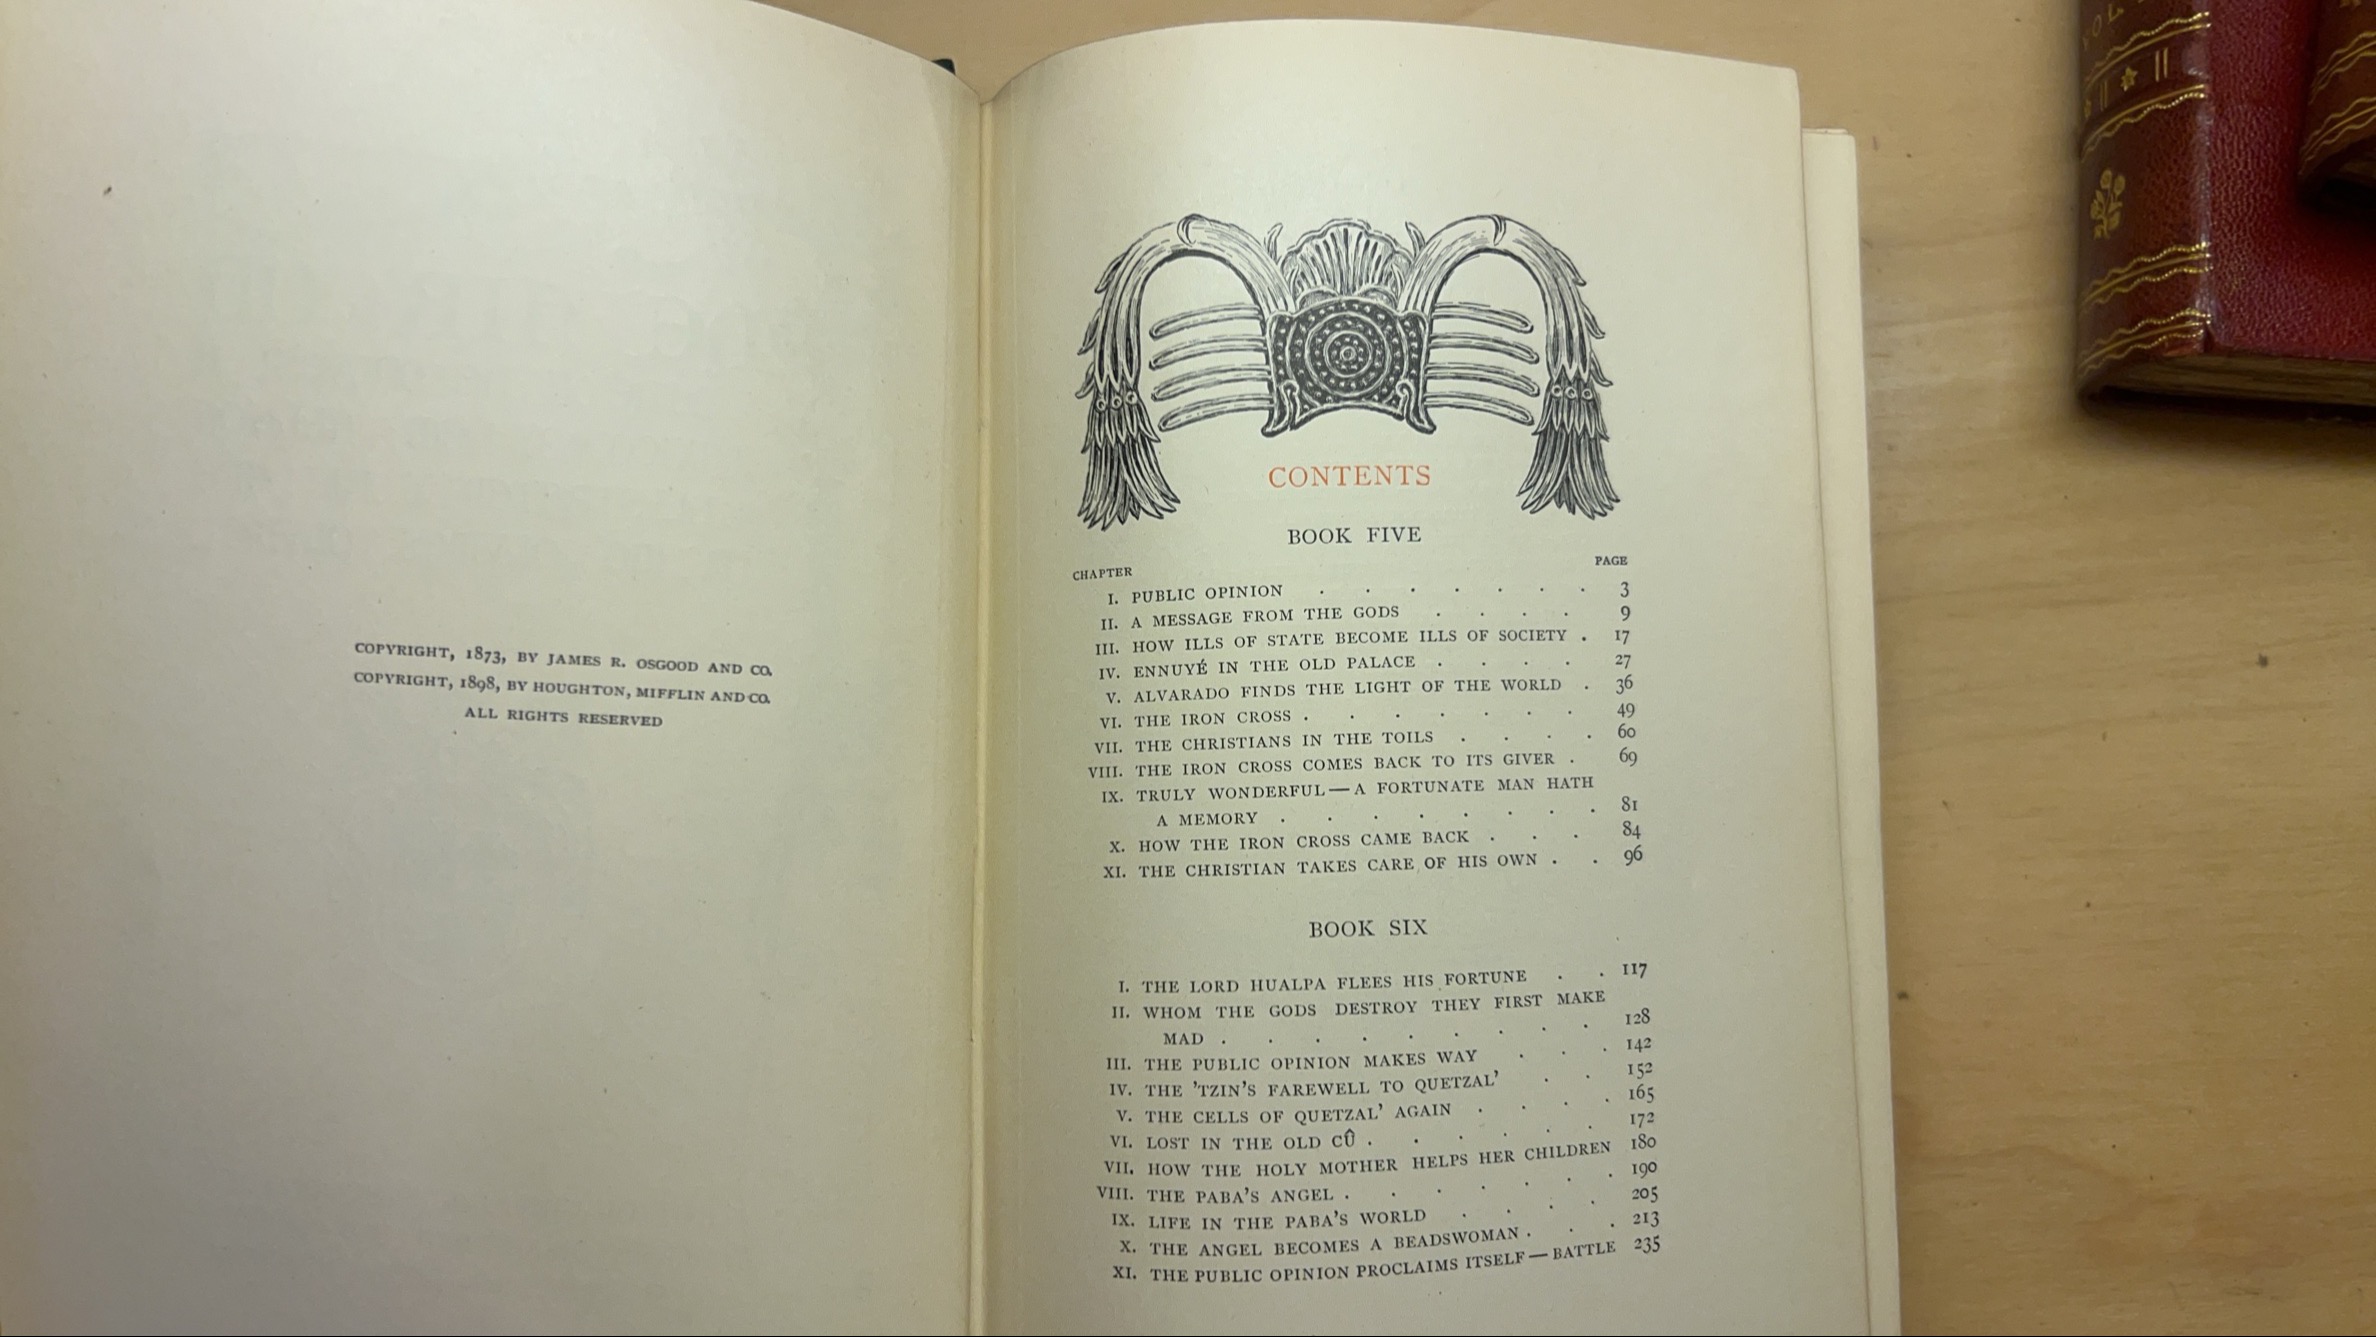 COPYRIGHT, 1873, BY JAMES R. OSGOOD AND CO.
COPYRIGHT, 1898, BY HOUGHTON, MIFFLIN AND CO.
ALL RIGHTS RESERVED
CONTENTS
BOOK FIVE
CHAPTER PAGE
I. PUBLIC OPINION . . . . . . . 3
II. A MESSAGE FROM THE GODS . . . . 9
III. HOW ILLS OF STATE BECOME ILLS OF SOCIETY . 17
IV. ENNUYÉ IN THE OLD PALACE . . . . 27
V. ALVARADO FINDS THE LIGHT OF THE WORLD . 36
VI. THE IRON CROSS . . . . . . . 49
VII. THE CHRISTIANS IN THE TOILS . . . . 60
VIII. THE IRON CROSS COMES BACK TO ITS GIVER . 69
IX. TRULY WONDERFUL — A FORTUNATE MAN HATH
A MEMORY . . . . . . . . 81
X. HOW THE IRON CROSS CAME BACK . . . 84
XI. THE CHRISTIAN TAKES CARE OF HIS OWN . . 96
BOOK SIX
I. THE LORD HUALPA FLEES HIS FORTUNE . . 117
II. WHOM THE GODS DESTROY THEY FIRST MAKE
MAD . . . . . . . . . 128
III. THE PUBLIC OPINION MAKES WAY . . . 142
IV. THE 'TZIN'S FAREWELL TO QUETZAL' . . 152
V. THE CELLS OF QUETZAL' AGAIN . . . . 165
VI. LOST IN THE OLD CÛ . . . . . . 172
VII. HOW THE HOLY MOTHER HELPS HER CHILDREN 180
VIII. THE PABA'S ANGEL . . . . . . . 190
IX. LIFE IN THE PABA'S WORLD . . . . 205
X. THE ANGEL BECOMES A BEADSWOMAN . . . 213
XI. THE PUBLIC OPINION PROCLAIMS ITSELF — BATTLE 235